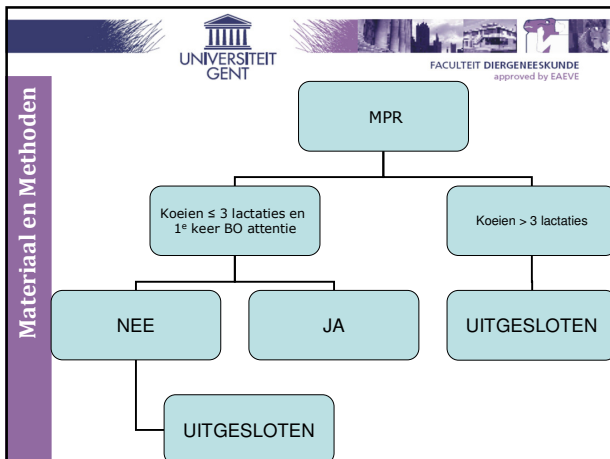 UNIVERSITEIT
GENT
FACULTEIT DIERGENEESKUNDE
approved by EAEVE
Materiaal en Methoden
MPR
Koeien ≤ 3 lactaties en
1e keer BO attentie
Koeien > 3 lactaties
NEE
JA
UITGESLOTEN
UITGESLOTEN